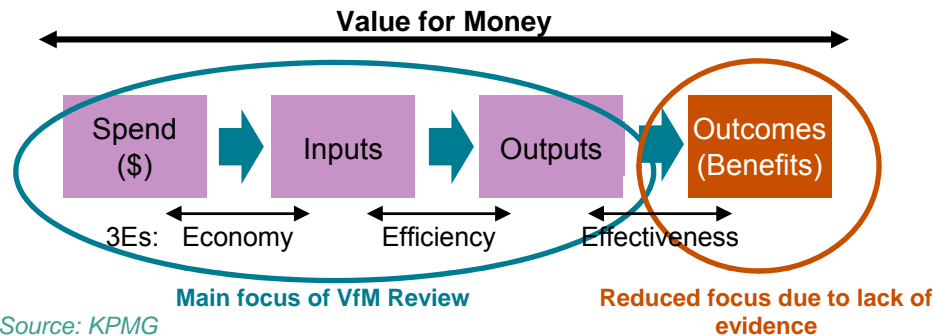 Value for Money
Spend
($)
Inputs
Outputs
Outcomes
(Benefits)
3Es: Economy Efficiency Effectiveness
Main focus of VfM Review
Reduced focus due to lack of
evidence
Source: KPMG